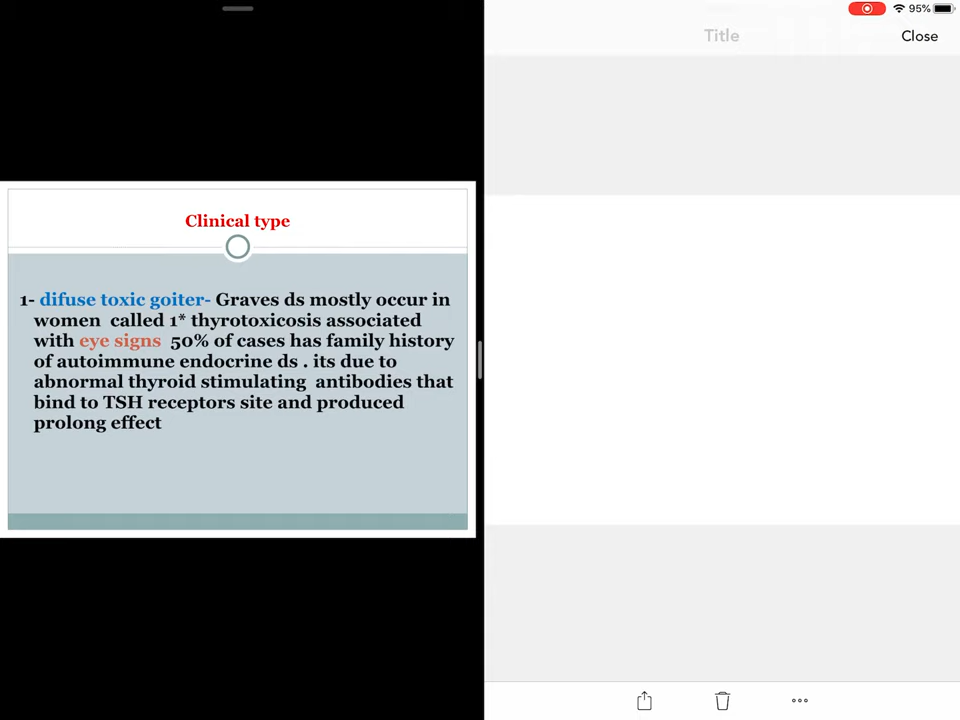 95%
Title
Close
Clinical type
1- difuse toxic goiter- Graves ds mostly occur in
women called 1* thyrotoxicosis associated
with eye signs 50% of cases has family history
of autoimmune endocrine ds . its due to
abnormal thyroid stimulating antibodies that
bind to TSH receptors site and produced
prolong effect